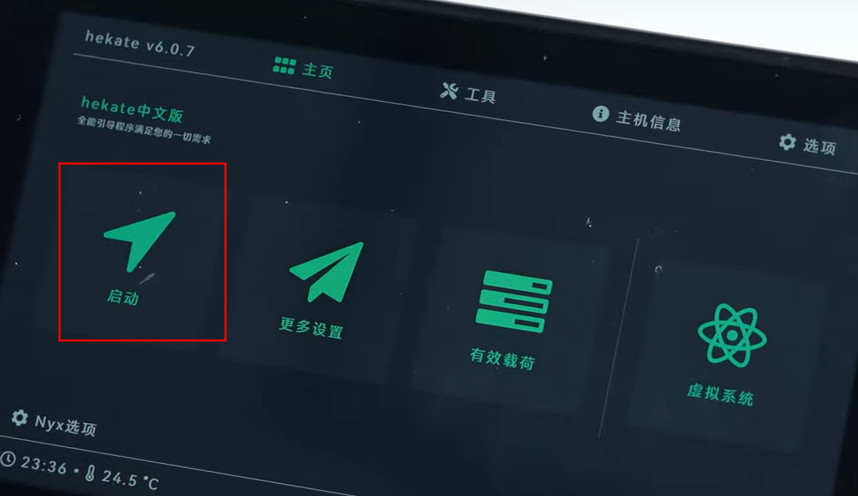 hekate v6.0.7
主页
工具
主机信息
选项
hekate中文版
全能引导程序满足您的一切需求
启动
更多设置
有效载荷
虚拟系统
Nyx选项
23:36 • 24.5 °C